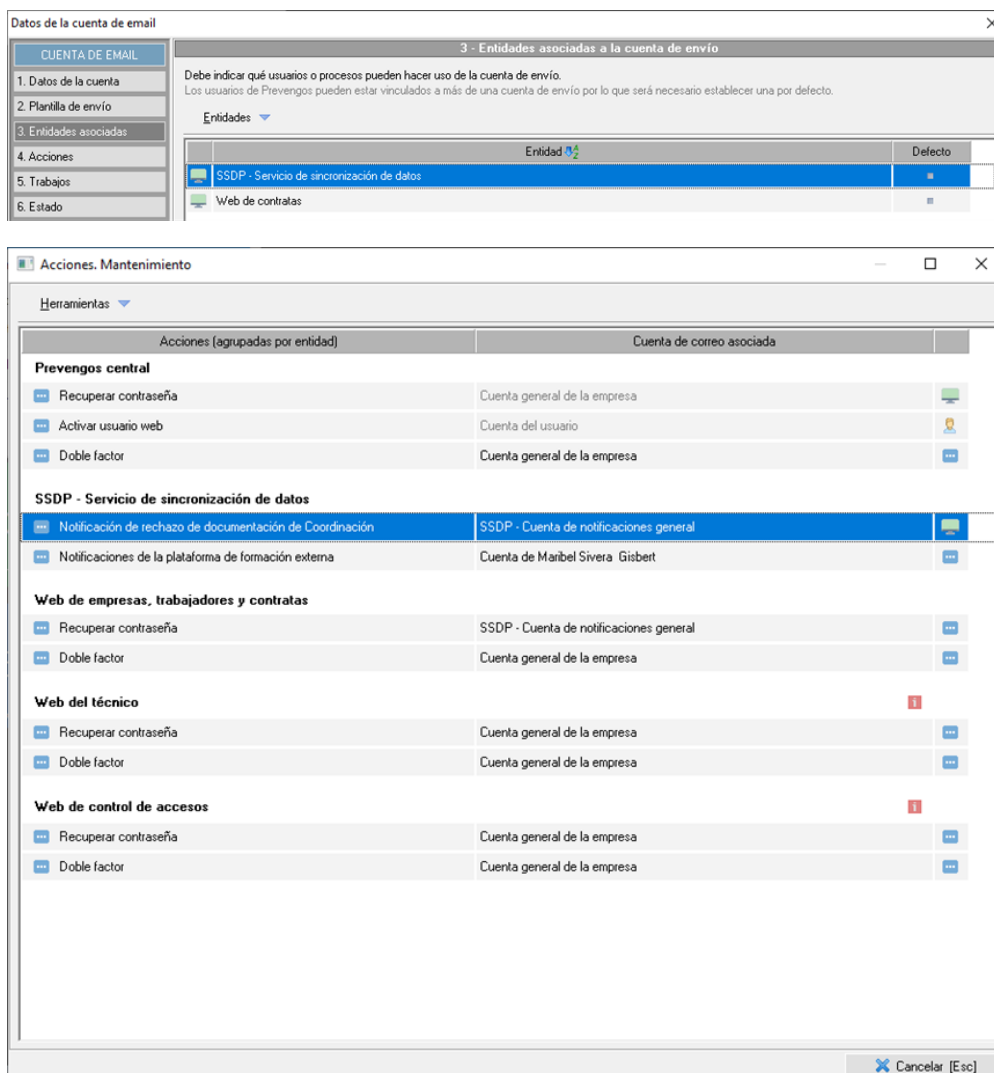 Datos de la cuenta de email
CUENTA DE EMAIL
1. Datos de la cuenta
2. Plantilla de envío
3. Entidades asociadas
4. Acciones
5. Trabajos
6. Estado
3 - Entidades asociadas a la cuenta de envío
Debe indicar qué usuarios o procesos pueden hacer uso de la cuenta de envío.
Los usuarios de Prevengos pueden estar vinculados a más de una cuenta de envío por lo que será necesario establecer una por defecto.
Entidades
Entidad Defecto
SSDP - Servicio de sincronización de datos
Web de contratas
Acciones. Mantenimiento
Herramientas
Acciones (agrupadas por entidad) Cuenta de correo asociada
Prevengos central
Recuperar contraseña Cuenta general de la empresa
Activar usuario web Cuenta del usuario
Doble factor Cuenta general de la empresa
SSDP - Servicio de sincronización de datos
Notificación de rechazo de documentación de Coordinación SSDP - Cuenta de notificaciones general
Notificaciones de la plataforma de formación externa Cuenta de Maribel Sivera Gisbert
Web de empresas, trabajadores y contratas
Recuperar contraseña SSDP - Cuenta de notificaciones general
Doble factor Cuenta general de la empresa
Web del técnico
Recuperar contraseña Cuenta general de la empresa
Doble factor Cuenta general de la empresa
Web de control de accesos
Recuperar contraseña Cuenta general de la empresa
Doble factor Cuenta general de la empresa
Cancelar [Esc]